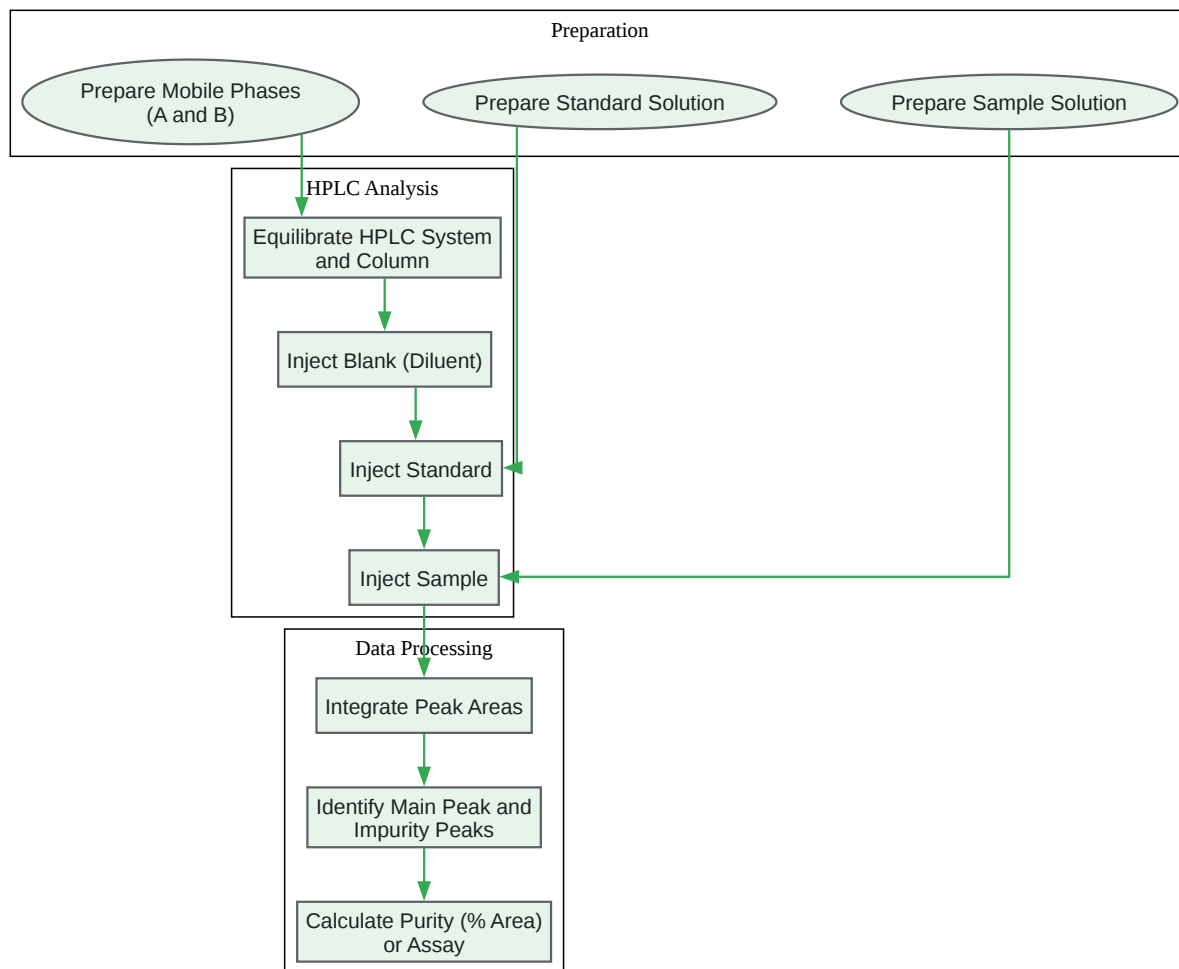 Preparation
Prepare Mobile Phases
(A and B)
Prepare Standard Solution
Prepare Sample Solution
HPLC Analysis
Equilibrate HPLC System
and Column
Inject Blank (Diluent)
Inject Standard
Inject Sample
Data Processing
Integrate Peak Areas
Identify Main Peak and
Impurity Peaks
Calculate Purity (% Area)
or Assay